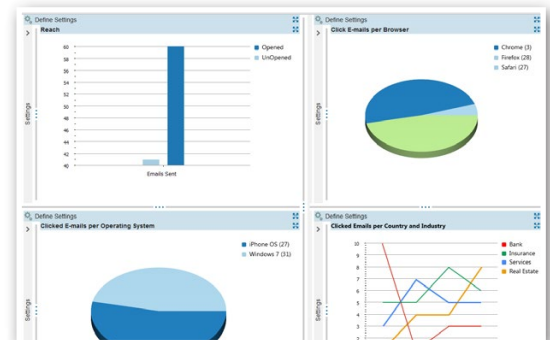 Define Settings
Reach
60
58
56
54
52
50
48
46
44
42
40
Emails Sent
Opened
UnOpened
Settings
Define Settings
Click E-mails per Browser
Chrome (3)
Firefox (28)
Safari (27)
Settings
Define Settings
Clicked E-mails per Operating System
iPhone OS (27)
Windows 7 (31)
Settings
Define Settings
Clicked Emails per Country and Industry
10
9
8
7
6
5
4
3
2
Bank
Insurance
Services
Real Estate
Settings